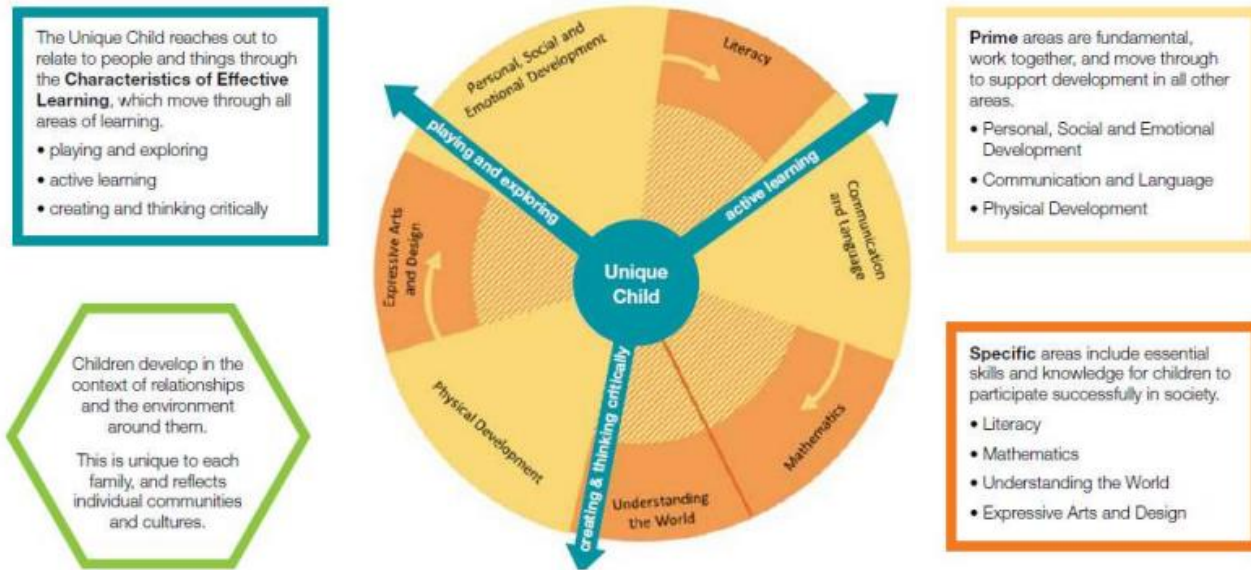 The Unique Child reaches out to
relate to people and things through
the Characteristics of Effective
Learning, which move through all
areas of learning.
• playing and exploring
• active learning
• creating and thinking critically
Children develop in the
context of relationships
and the environment
around them.
This is unique to each
family, and reflects
individual communities
and cultures.
Personal, Social and
Emotional Development
Literacy
playing and exploring
active learning
Communication
and Language
Expressive Arts
and Design
Unique
Child
Physical Development
creating & thinking critically
Mathematics
Understanding
the World
Prime areas are fundamental,
work together, and move through
to support development in all other
areas.
• Personal, Social and Emotional
Development
• Communication and Language
• Physical Development
Specific areas include essential
skills and knowledge for children to
participate successfully in society.
• Literacy
• Mathematics
• Understanding the World
• Expressive Arts and Design